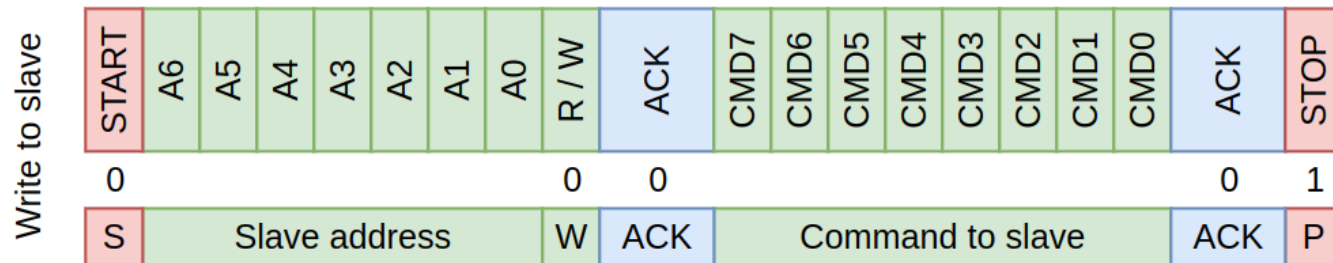 Write to slave
START A6 A5 A4 A3 A2 A1 A0 R / W ACK CMD7 CMD6 CMD5 CMD4 CMD3 CMD2 CMD1 CMD0 ACK STOP
0 0 0 0 1
S Slave address W ACK Command to slave ACK P